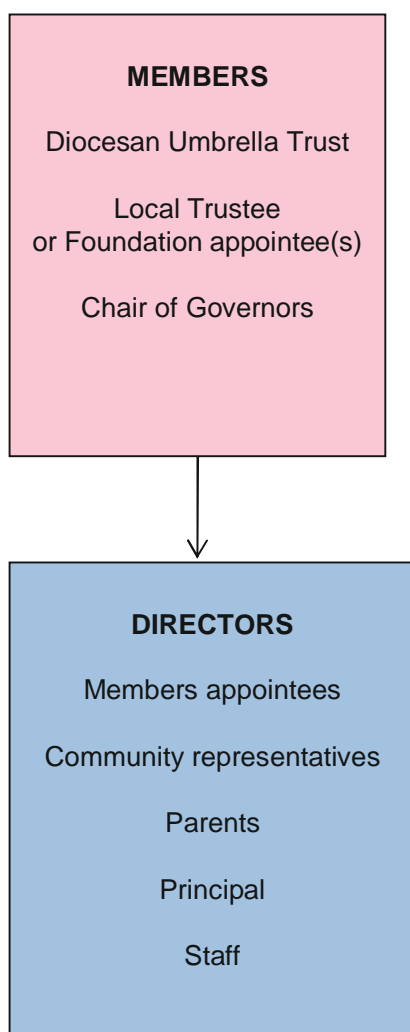 MEMBERS
Diocesan Umbrella Trust
Local Trustee
or Foundation appointee(s)
Chair of Governors
DIRECTORS
Members appointees
Community representatives
Parents
Principal
Staff